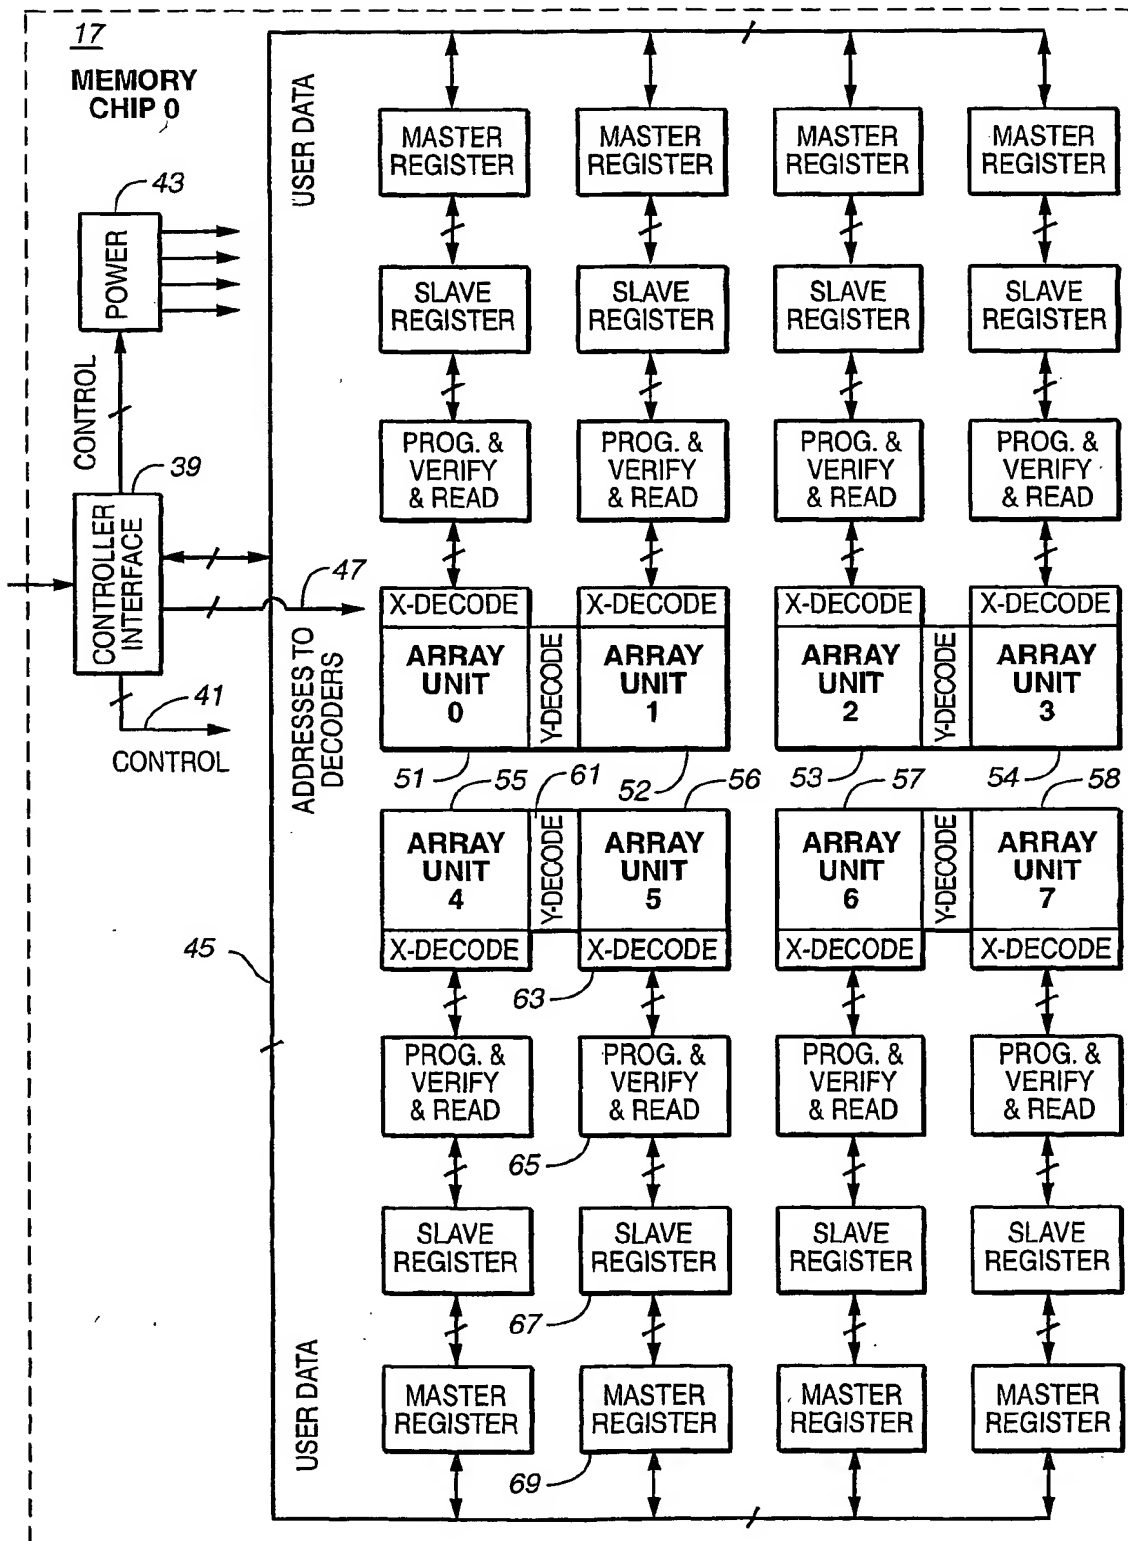 17
MEMORY
CHIP 0
43
POWER
CONTROL
39
CONTROLLER
INTERFACE
41
CONTROL
47
45
USER DATA
ADDRESSES TO
DECODERS
USER DATA
MASTER
REGISTER
MASTER
REGISTER
MASTER
REGISTER
MASTER
REGISTER
SLAVE
REGISTER
SLAVE
REGISTER
SLAVE
REGISTER
SLAVE
REGISTER
PROG. &
VERIFY
& READ
PROG. &
VERIFY
& READ
PROG. &
VERIFY
& READ
PROG. &
VERIFY
& READ
X-DECODE
X-DECODE
X-DECODE
X-DECODE
ARRAY
UNIT
0
Y-DECODE
ARRAY
UNIT
1
ARRAY
UNIT
2
Y-DECODE
ARRAY
UNIT
3
51
52
53
54
55
61
56
57
58
ARRAY
UNIT
4
Y-DECODE
ARRAY
UNIT
5
ARRAY
UNIT
6
Y-DECODE
ARRAY
UNIT
7
X-DECODE
X-DECODE
X-DECODE
X-DECODE
63
PROG. &
VERIFY
& READ
PROG. &
VERIFY
& READ
PROG. &
VERIFY
& READ
PROG. &
VERIFY
& READ
65
SLAVE
REGISTER
SLAVE
REGISTER
SLAVE
REGISTER
SLAVE
REGISTER
67
MASTER
REGISTER
MASTER
REGISTER
MASTER
REGISTER
MASTER
REGISTER
69